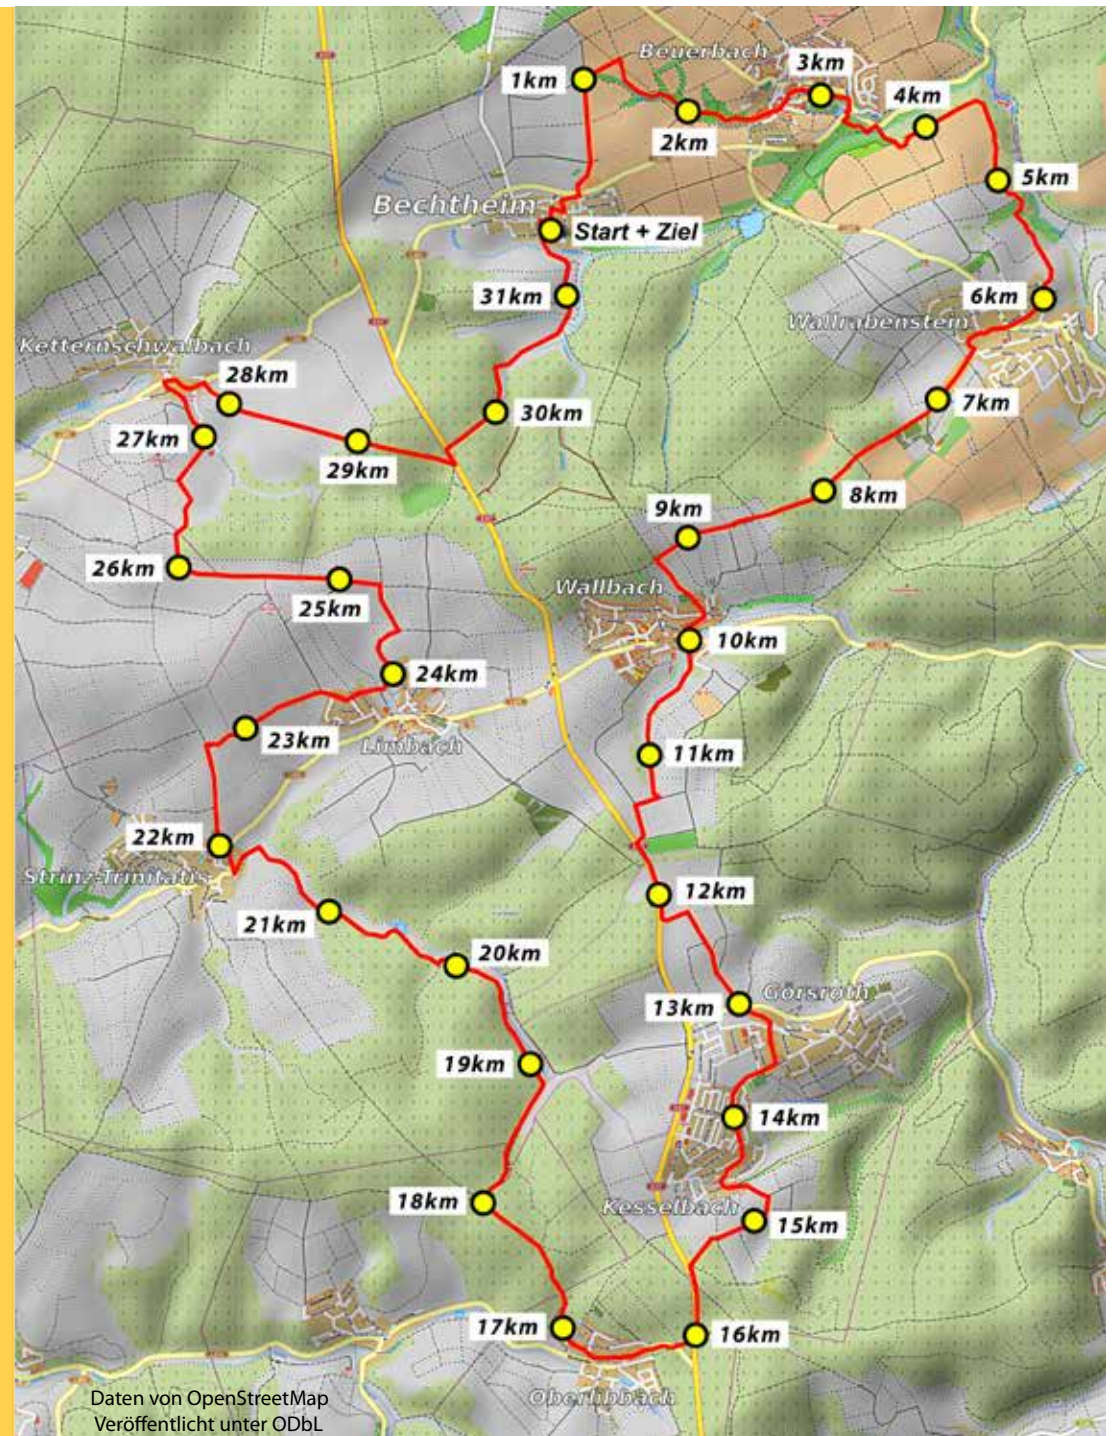 Beuerbach
1km
3km
4km
2km
5km
Bechtheim
Start + Ziel
31km
6km
Wallrabenstein
Ketternschwalbach
28km
30km
7km
27km
29km
8km
9km
26km
Wallbach
25km
10km
24km
23km
Limbach
11km
22km
Strinz-Trinitatis
12km
21km
20km
13km
Görsroth
19km
14km
18km
Kesselbach
15km
17km
16km
Oberlibbach
Daten von OpenStreetMap
Veröffentlicht unter ODbL